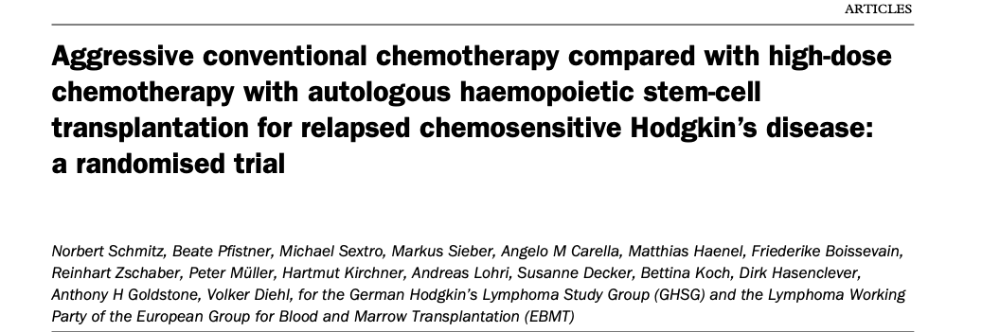 ARTICLES
Aggressive conventional chemotherapy compared with high-dose
chemotherapy with autologous haemopoietic stem-cell
transplantation for relapsed chemosensitive Hodgkin’s disease:
a randomised trial
Norbert Schmitz, Beate Pfistner, Michael Sextro, Markus Sieber, Angelo M Carella, Matthias Haenel, Friederike Boissevain,
Reinhart Zschaber, Peter Müller, Hartmut Kirchner, Andreas Lohri, Susanne Decker, Bettina Koch, Dirk Hasenclever,
Anthony H Goldstone, Volker Diehl, for the German Hodgkin’s Lymphoma Study Group (GHSG) and the Lymphoma Working
Party of the European Group for Blood and Marrow Transplantation (EBMT)